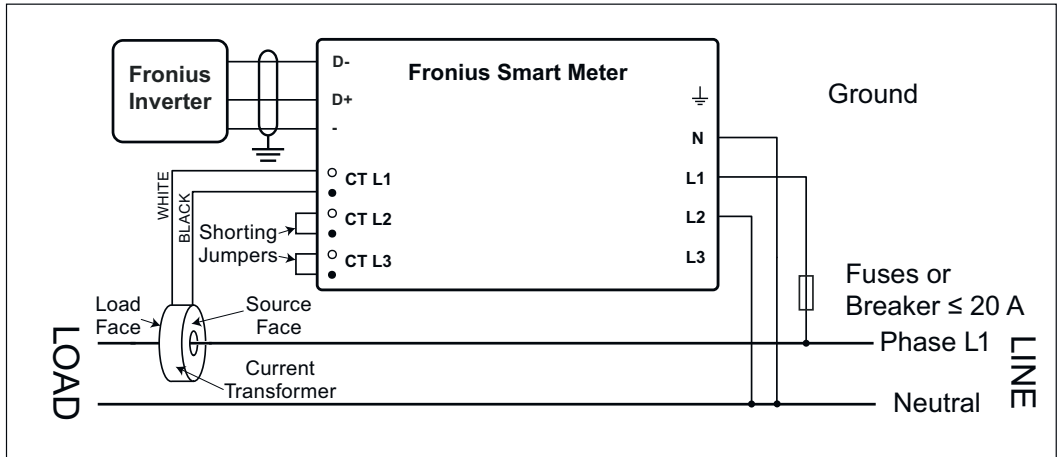 Fronius
Inverter
D-
D+
-
Fronius Smart Meter
Ground
N
L1
L2
L3
CT L1
CT L2
CT L3
WHITE
BLACK
Shorting
Jumpers
Load
Face
Source
Face
Current
Transformer
Fuses or
Breaker ≤ 20 A
Phase L1
Neutral
LOAD
LINE